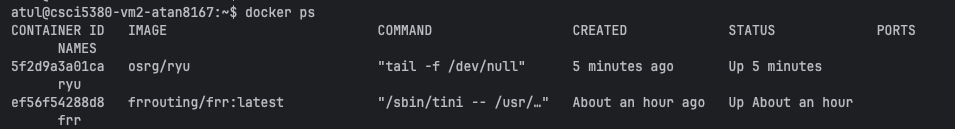 atul@csci5380-vm2-atan8167:~$ docker ps
CONTAINER ID   IMAGE                  COMMAND                 CREATED             STATUS            PORTS
      NAMES
5f2d9a3a01ca   osrg/ryu               "tail -f /dev/null"     5 minutes ago       Up 5 minutes
      ryu
ef56f54288d8   frrouting/frr:latest   "/sbin/tini -- /usr/…"   About an hour ago   Up About an hour
      frr